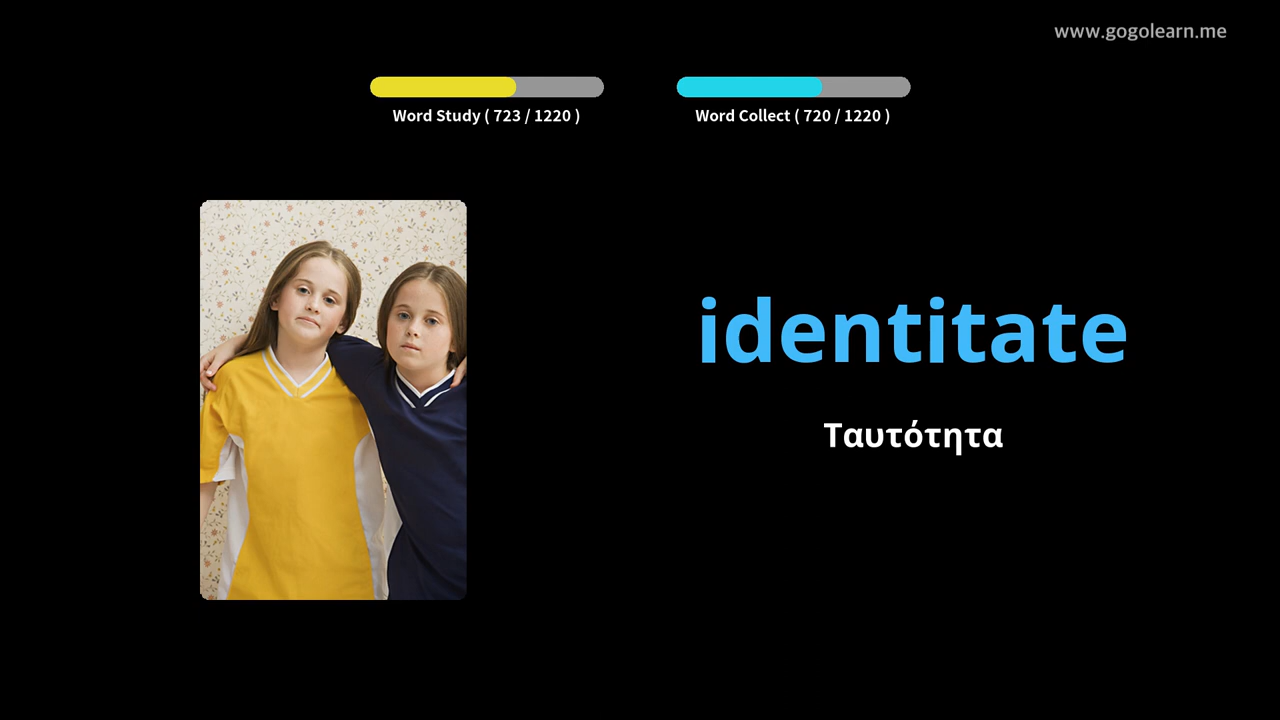 www.gogolearn.me
Word Study ( 723 / 1220 )
Word Collect ( 720 / 1220 )
identitate
Ταυτότητα